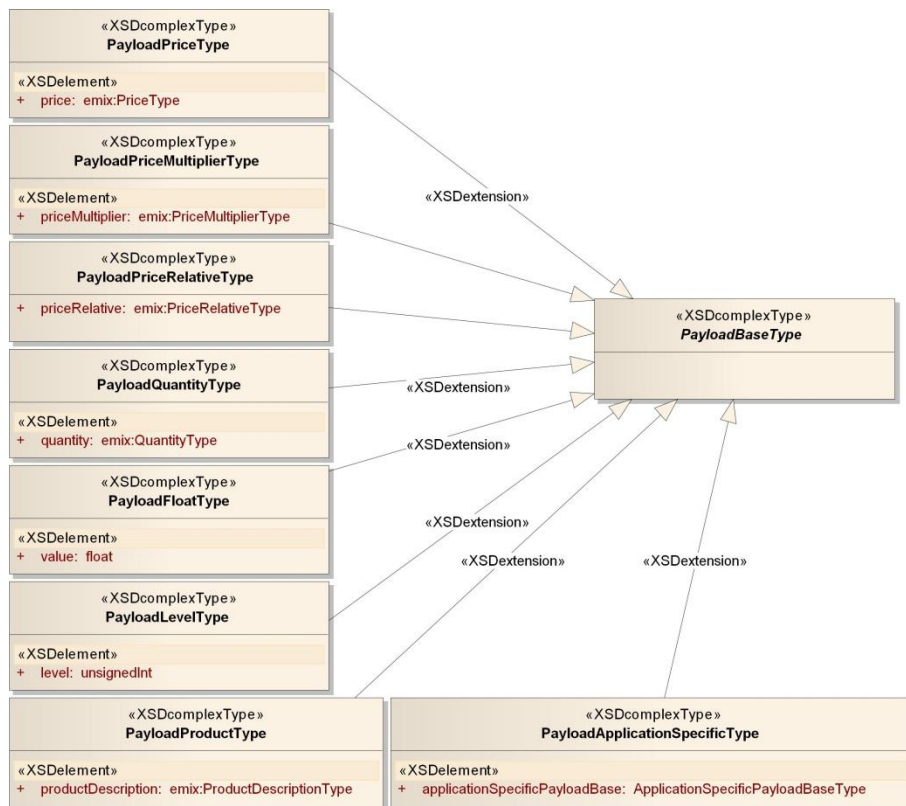 «XSDcomplexType»
PayloadPriceType
«XSDelement»
+ price: emix:PriceType
«XSDcomplexType»
PayloadPriceMultiplierType
«XSDelement»
+ priceMultiplier: emix:PriceMultiplierType
«XSDcomplexType»
PayloadPriceRelativeType
+ priceRelative: emix:PriceRelativeType
«XSDcomplexType»
PayloadQuantityType
«XSDelement»
+ quantity: emix:QuantityType
«XSDcomplexType»
PayloadFloatType
«XSDelement»
+ value: float
«XSDcomplexType»
PayloadLevelType
«XSDelement»
+ level: unsignedInt
«XSDcomplexType»
PayloadProductType
«XSDelement»
+ productDescription: emix:ProductDescriptionType
«XSDextension»
«XSDextension»
«XSDextension»
«XSDextension»
«XSDextension»
«XSDextension»
«XSDcomplexType»
PayloadBaseType
«XSDcomplexType»
PayloadApplicationSpecificType
«XSDelement»
+ applicationSpecificPayloadBase: ApplicationSpecificPayloadBaseType